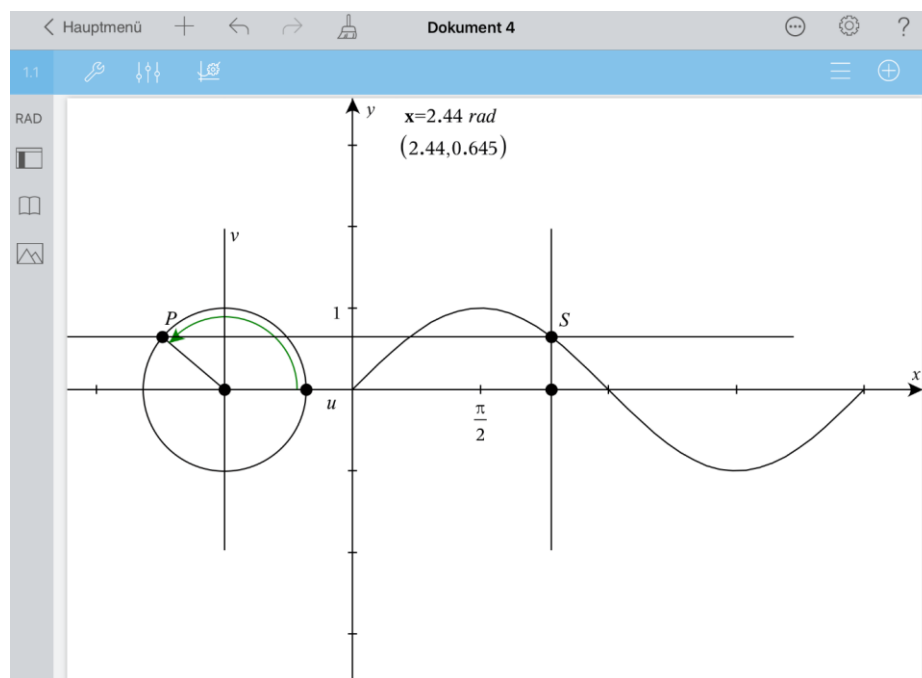 Hauptmenü
Dokument 4
?
1.1
RAD
y
x=2.44 rad
(2.44,0.645)
v
P
1
S
x
u
π
2